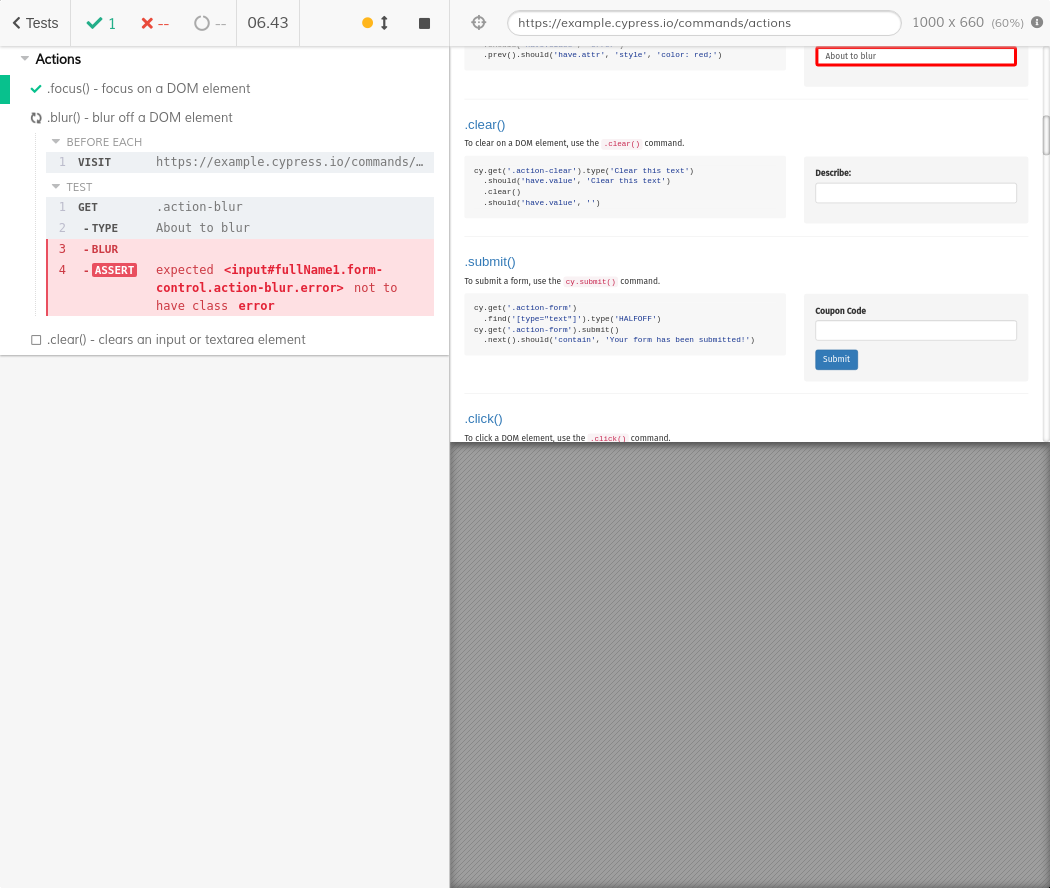 Tests
1
--
--
06.43
https://example.cypress.io/commands/actions
1000 x 660 (60%)
Actions
.focus() - focus on a DOM element
.blur() - blur off a DOM element
BEFORE EACH
1 VISIT https://example.cypress.io/commands/…
TEST
1 GET .action-blur
2 - TYPE About to blur
3 - BLUR
4 - ASSERT expected <input#fullName1.form-
control.action-blur.error> not to
have class error
.clear() - clears an input or textarea element
.prev().should('have.attr', 'style', 'color: red;')
About to blur
.clear()
To clear on a DOM element, use the .clear() command.
cy.get('.action-clear').type('Clear this text')
.should('have.value', 'Clear this text')
.clear()
.should('have.value', '')
Describe:
.submit()
To submit a form, use the cy.submit() command.
cy.get('.action-form')
.find('[type="text"]').type('HALFOFF')
cy.get('.action-form').submit()
.next().should('contain', 'Your form has been submitted!')
Coupon Code
Submit
.click()
To click a DOM element, use the .click() command.